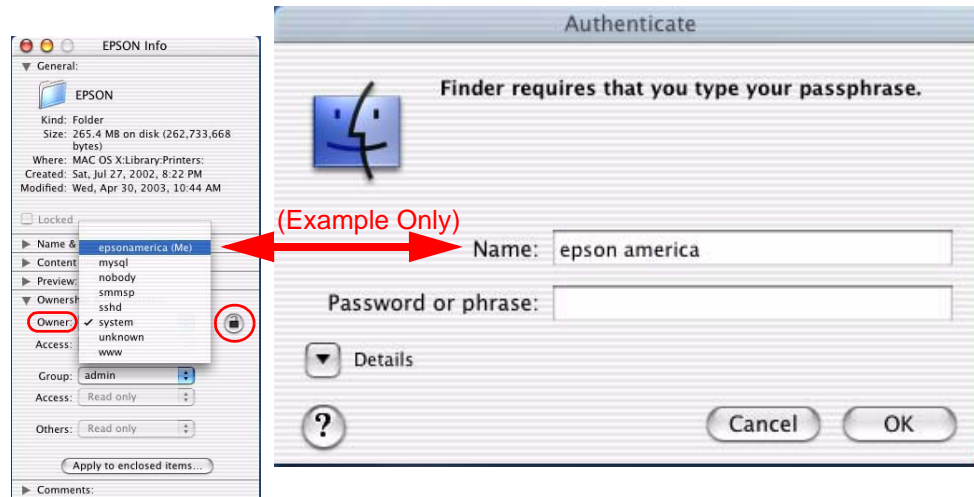 EPSON Info
General:
EPSON
Kind: Folder
Size: 265.4 MB on disk (262,733,668
bytes)
Where: MAC OS X:Library:Printers:
Created: Sat, Jul 27, 2002, 8:22 PM
Modified: Wed, Apr 30, 2003, 10:44 AM
Locked
Name &
epsonamerica (Me)
Content
mysql
Preview:
nobody
smmsp
Ownersh
sshd
Owner: ✓ system
unknown
Access:
www
Group: admin
Access: Read only
Others: Read only
Apply to enclosed items...
Comments:
(Example Only)
Authenticate
Finder requires that you type your passphrase.
Name: epson america
Password or phrase:
Details
?
Cancel OK